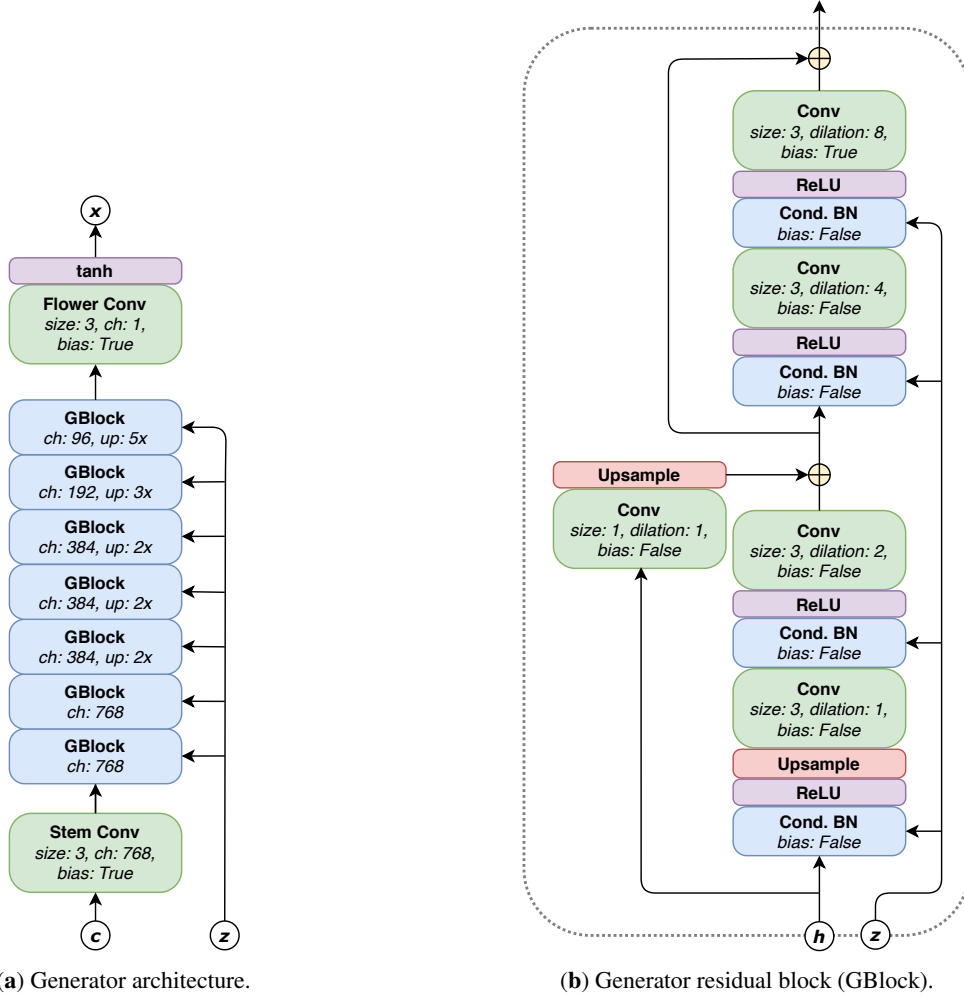 x
tanh
Flower Conv
size: 3, ch: 1,
bias: True
GBlock
ch: 96, up: 5x
GBlock
ch: 192, up: 3x
GBlock
ch: 384, up: 2x
GBlock
ch: 384, up: 2x
GBlock
ch: 384, up: 2x
GBlock
ch: 768
GBlock
ch: 768
Stem Conv
size: 3, ch: 768,
bias: True
c
z
a) Generator architecture.
Conv
size: 3, dilation: 8,
bias: True
ReLU
Cond. BN
bias: False
Conv
size: 3, dilation: 4,
bias: False
ReLU
Cond. BN
bias: False
Upsample
Conv
size: 1, dilation: 1,
bias: False
Conv
size: 3, dilation: 2,
bias: False
ReLU
Cond. BN
bias: False
Conv
size: 3, dilation: 1,
bias: False
Upsample
ReLU
Cond. BN
bias: False
h
z
(b) Generator residual block (GBlock).